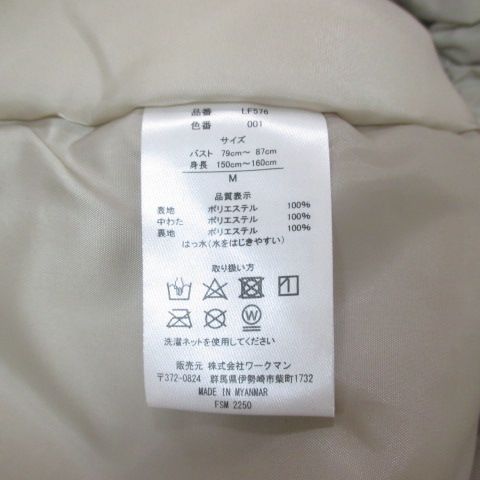 品番 LF576
色番 001
サイズ
バスト 79cm～ 87cm
身長 150cm～160cm
M
品質表示
表地 ポリエステル 100%
中わた ポリエステル 100%
裏地 ポリエステル 100%
はっ水(水をはじきやすい)
取り扱い方
洗濯ネットを使用してください。
販売元 株式会社ワークマン
〒372-0824 群馬県伊勢崎市柴町1732
MADE IN MYANMAR
FSM 2250